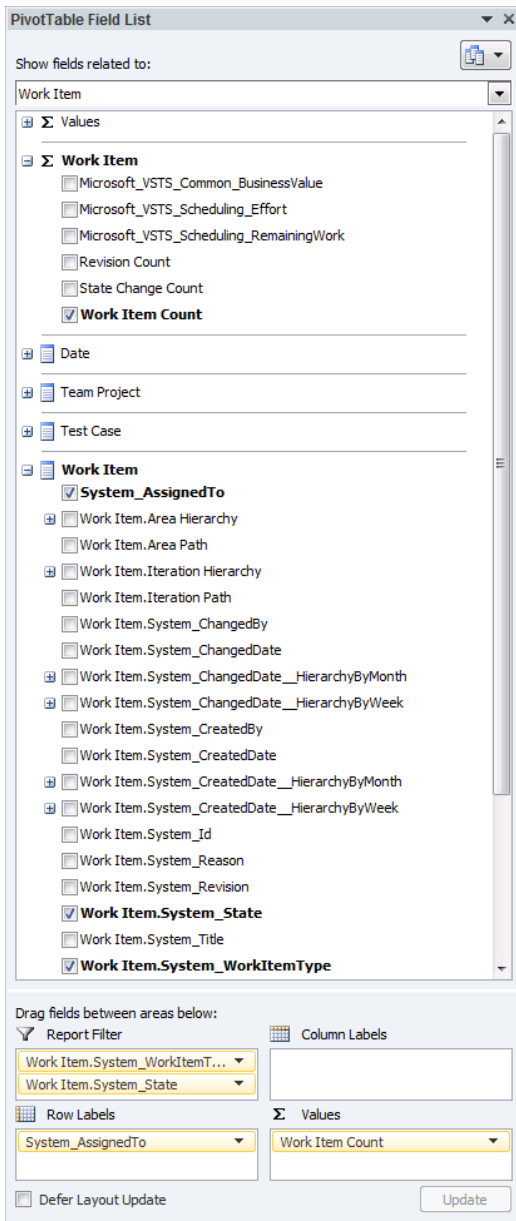 PivotTable Field List
Show fields related to:
Work Item
Σ Values
Σ Work Item
Microsoft_VSTS_Common_BusinessValue
Microsoft_VSTS_Scheduling_Effort
Microsoft_VSTS_Scheduling_RemainingWork
Revision Count
State Change Count
Work Item Count
Date
Team Project
Test Case
Work Item
System_AssignedTo
Work Item.Area Hierarchy
Work Item.Area Path
Work Item.Iteration Hierarchy
Work Item.Iteration Path
Work Item.System_ChangedBy
Work Item.System_ChangedDate
Work Item.System_ChangedDate__HierarchyByMonth
Work Item.System_ChangedDate__HierarchyByWeek
Work Item.System_CreatedBy
Work Item.System_CreatedDate
Work Item.System_CreatedDate__HierarchyByMonth
Work Item.System_CreatedDate__HierarchyByWeek
Work Item.System_Id
Work Item.System_Reason
Work Item.System_Revision
Work Item.System_State
Work Item.System_Title
Work Item.System_WorkItemType
Drag fields between areas below:
Report Filter
Work Item.System_WorkItemT...
Work Item.System_State
Column Labels
Row Labels
System_AssignedTo
Σ Values
Work Item Count
Defer Layout Update
Update